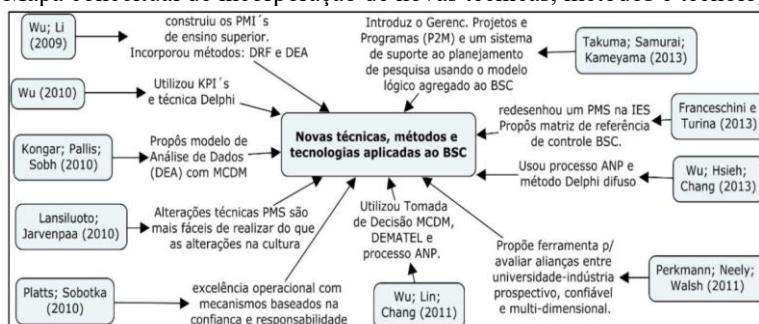 Mapa conceitual de incorporação de novas técnicas, métodos e
Wu; Li
(2009)
construiu os PMI´s
de ensino superior.
Incorporou métodos: DRF e DEA
Introduz o Gerenc. Projetos e
Programas (P2M) e um sistema
de suporte ao planejamento
de pesquisa usando o modelo
lógico agregado ao BSC
Takuma; Samurai;
Kameyama (2013)
Wu (2010)
Utilizou KPI´s
e técnica Delphi
Novas técnicas, métodos e
tecnologias aplicadas ao BSC
redesenhou um PMS na IES
Propôs matriz de referência
de controle BSC.
Franceschini e
Turina (2013)
Kongar; Pallis;
Sobh (2010)
Propôs modelo de
Análise de Dados
(DEA) com MCDM
Usou processo ANP e
método Delphi difuso
Wu; Hsieh;
Chang (2013)
Lansiluoto;
Jarvenpaa (2010)
Alterações técnicas PMS são
mais fáceis de realizar do que
as alterações na cultura
Utilizou Tomada
de Decisão MCDM,
DEMATEL e
processo ANP.
Wu; Lin;
Chang (2011)
Propõe ferramenta p/
avaliar alianças entre
universidade-indústria
prospectivo, confiável
e multi-dimensional.
Perkmann; Neely;
Walsh (2011)
Platts; Sobotka
(2010)
excelência operacional com
mecanismos baseados na
confiança e responsabilidade